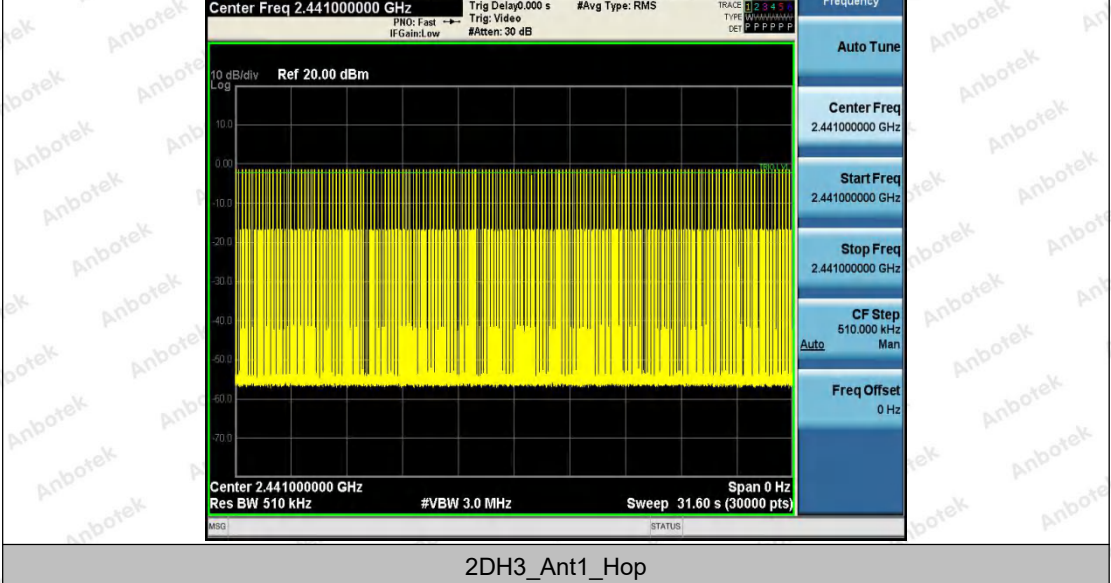 Center Freq 2.441000000 GHz
Trig Delay0.000 s
#Avg Type: RMS
TRACE 1 2 3 4 5 6
Frequency
PNO: Fast
Trig: Video
TYPE
IFGain:Low
#Atten: 30 dB
DET P P P P P P
Auto Tune
10 dB/div
Ref 20.00 dBm
Log
Center Freq
2.441000000 GHz
10.0
0.00
TRIG LVL
Start Freq
2.441000000 GHz
-10.0
-20.0
Stop Freq
2.441000000 GHz
-30.0
CF Step
510.000 kHz
Auto Man
-40.0
-50.0
Freq Offset
0 Hz
-60.0
-70.0
Center 2.441000000 GHz
Span 0 Hz
Res BW 510 kHz
#VBW 3.0 MHz
Sweep 31.60 s (30000 pts)
MSG
STATUS
2DH3_Ant1_Hop
Anbotek